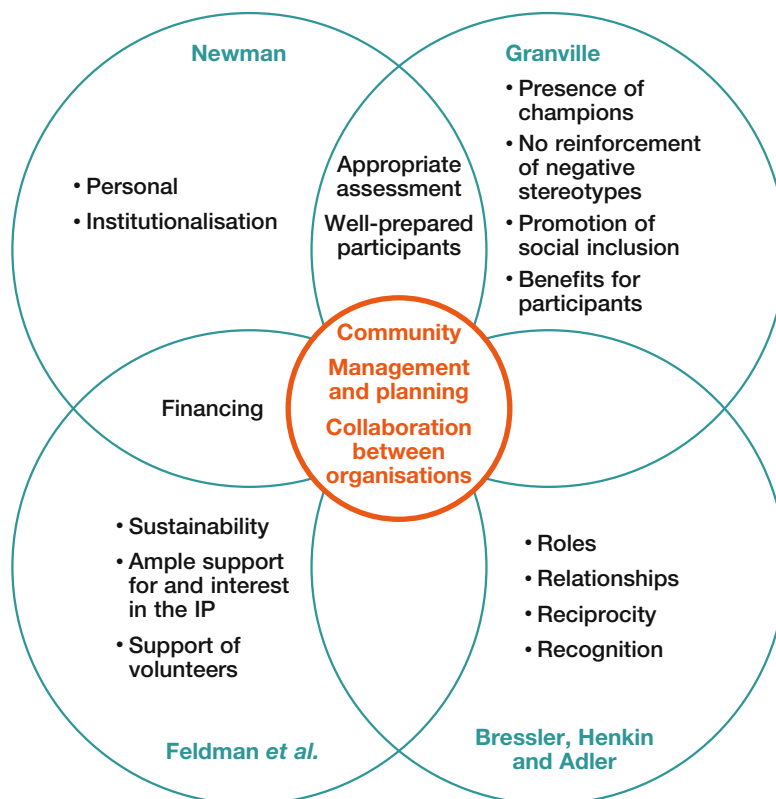 Newman
• Personal
• Institutionalisation
Appropriate
assessment
Well-prepared
participants
Granville
• Presence of
champions
• No reinforcement
of negative
stereotypes
• Promotion of
social inclusion
• Benefits for
participants
Community
Management
and planning
Collaboration
between
organisations
Financing
• Sustainability
• Ample support
for and interest
in the IP
• Support of
volunteers
Feldman et al.
• Roles
• Relationships
• Reciprocity
• Recognition
Bressler, Henkin
and Adler